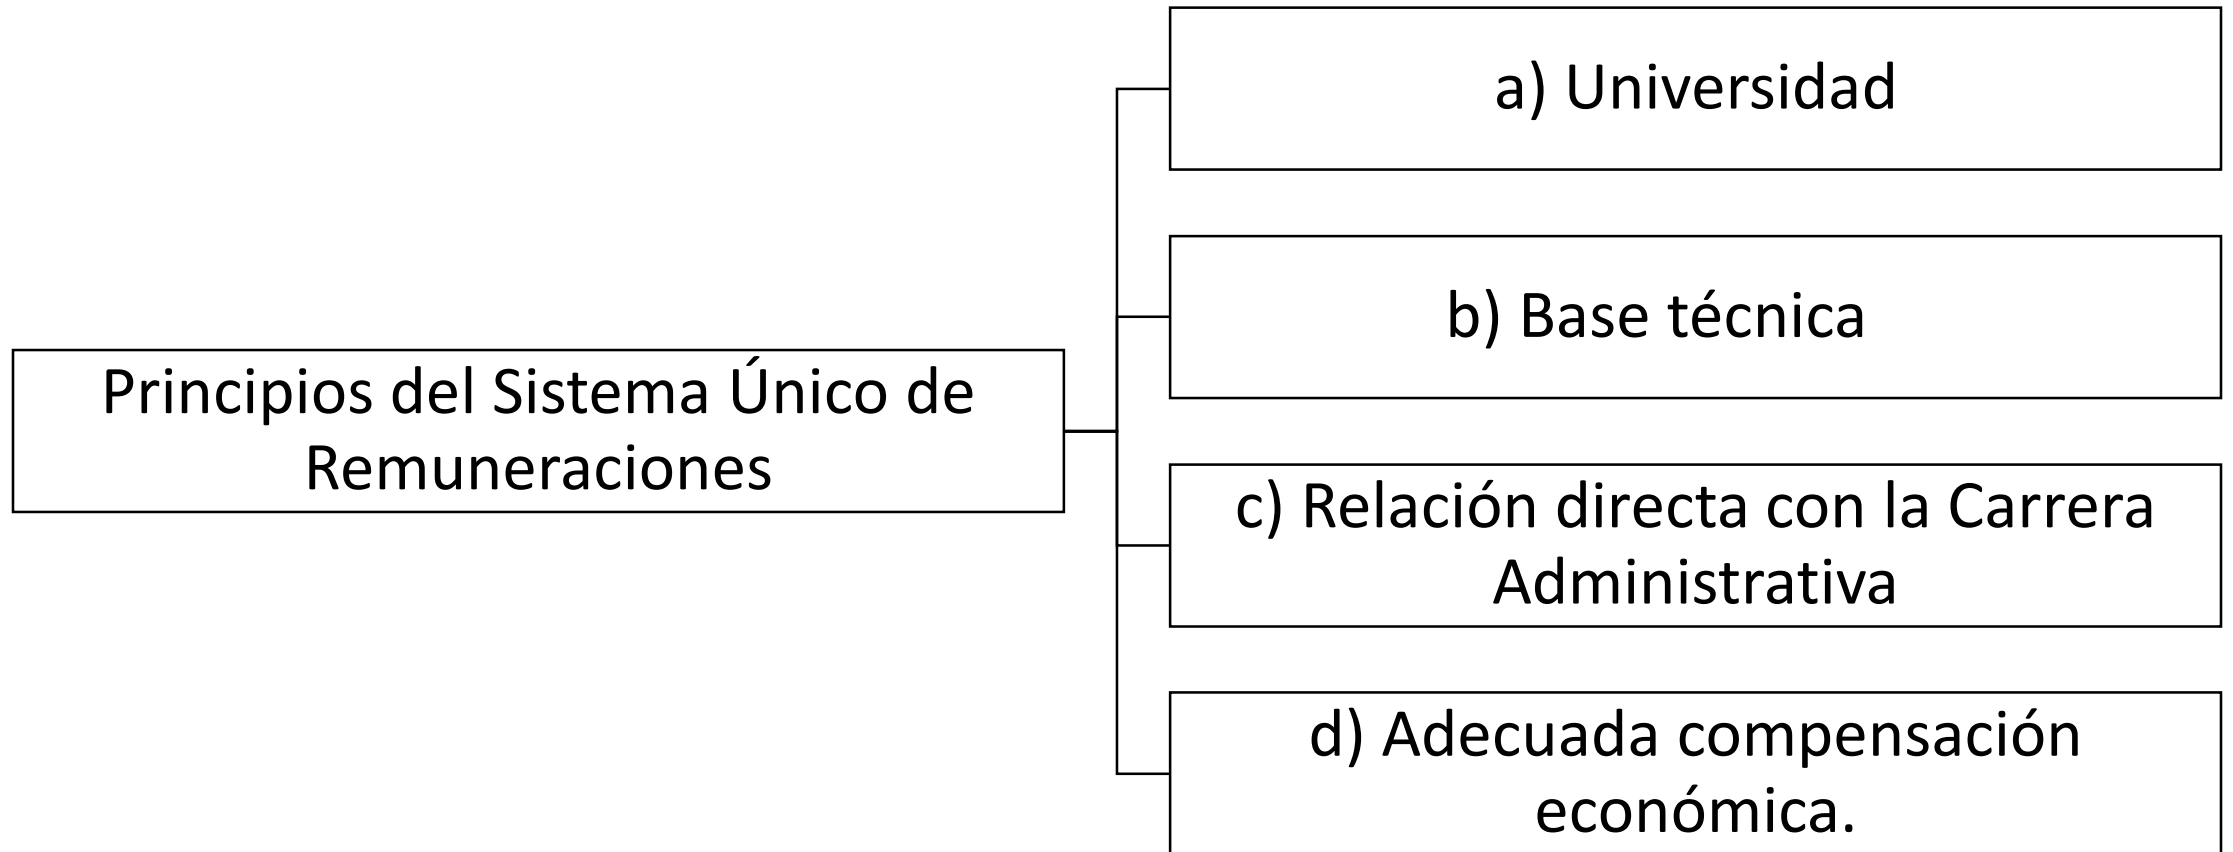 Principios del Sistema Único de
Remuneraciones
a) Universidad
b) Base técnica
c) Relación directa con la Carrera
Administrativa
d) Adecuada compensación
económica.